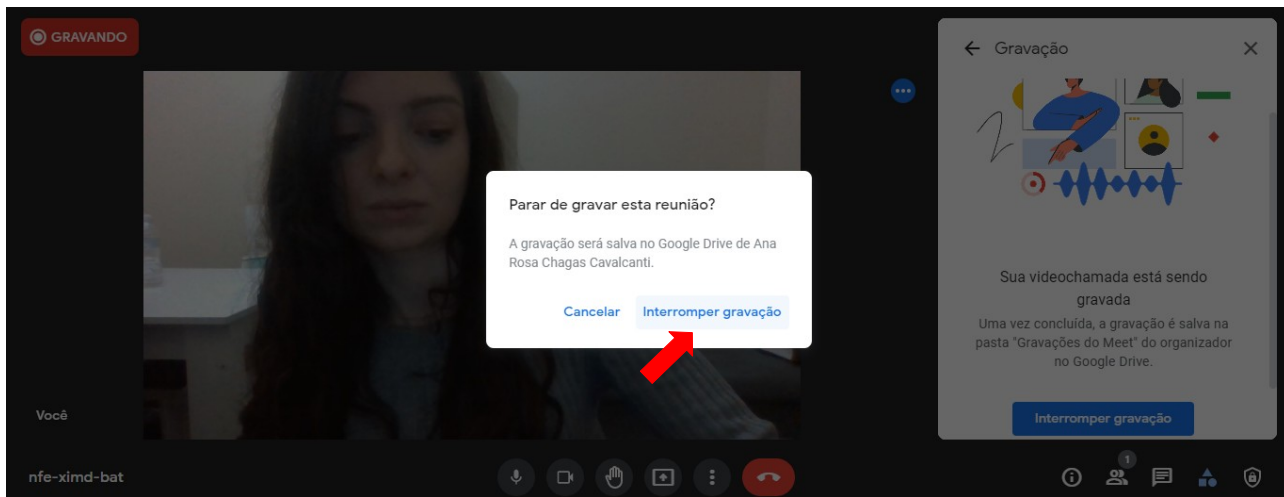 GRAVANDO
Gravação
Parar de gravar esta reunião?
A gravação será salva no Google Drive de Ana
Rosa Chagas Cavalcanti.
Cancelar Interromper gravação
Sua videochamada está sendo
gravada
Uma vez concluída, a gravação é salva na
pasta "Gravações do Meet" do organizador
no Google Drive.
Interromper gravação
Você
nfe-ximd-bat
1